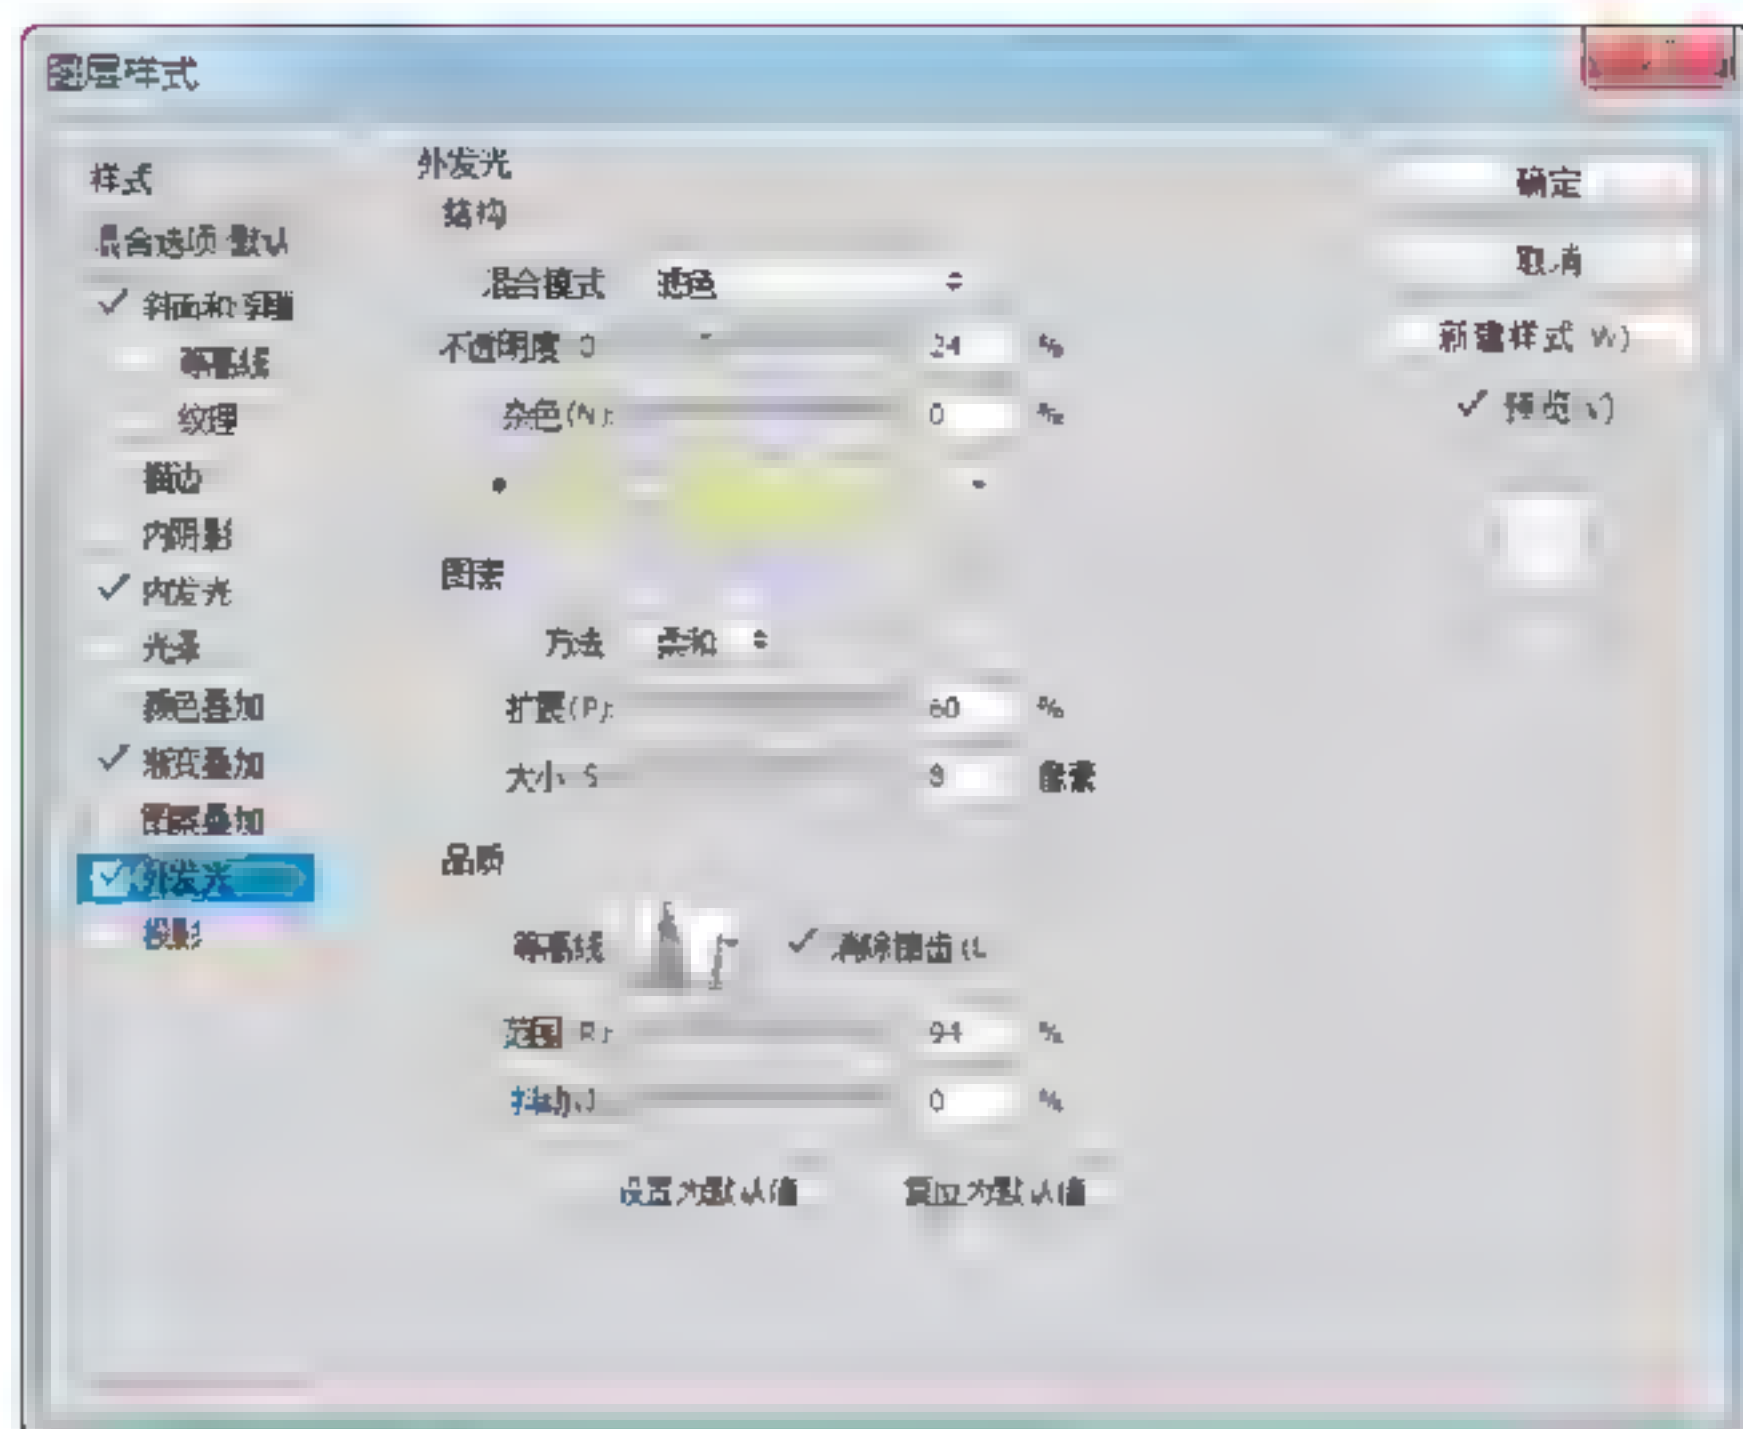 图层样式
样式
混合选项:默认
斜面和浮雕
等高线
纹理
描边
内阴影
内发光
光泽
颜色叠加
渐变叠加
图案叠加
外发光
投影
外发光
结构
混合模式 滤色
不透明度(O 24 %
杂色(N): 0 %
图素
方法 柔和
扩展(P): 60 %
大小(S 8 像素
品质
等高线 消除锯齿(L
范围(R): 94 %
抖动(J 0 %
设置为默认值 复位为默认值
确定
取消
新建样式(W)
预览(V)